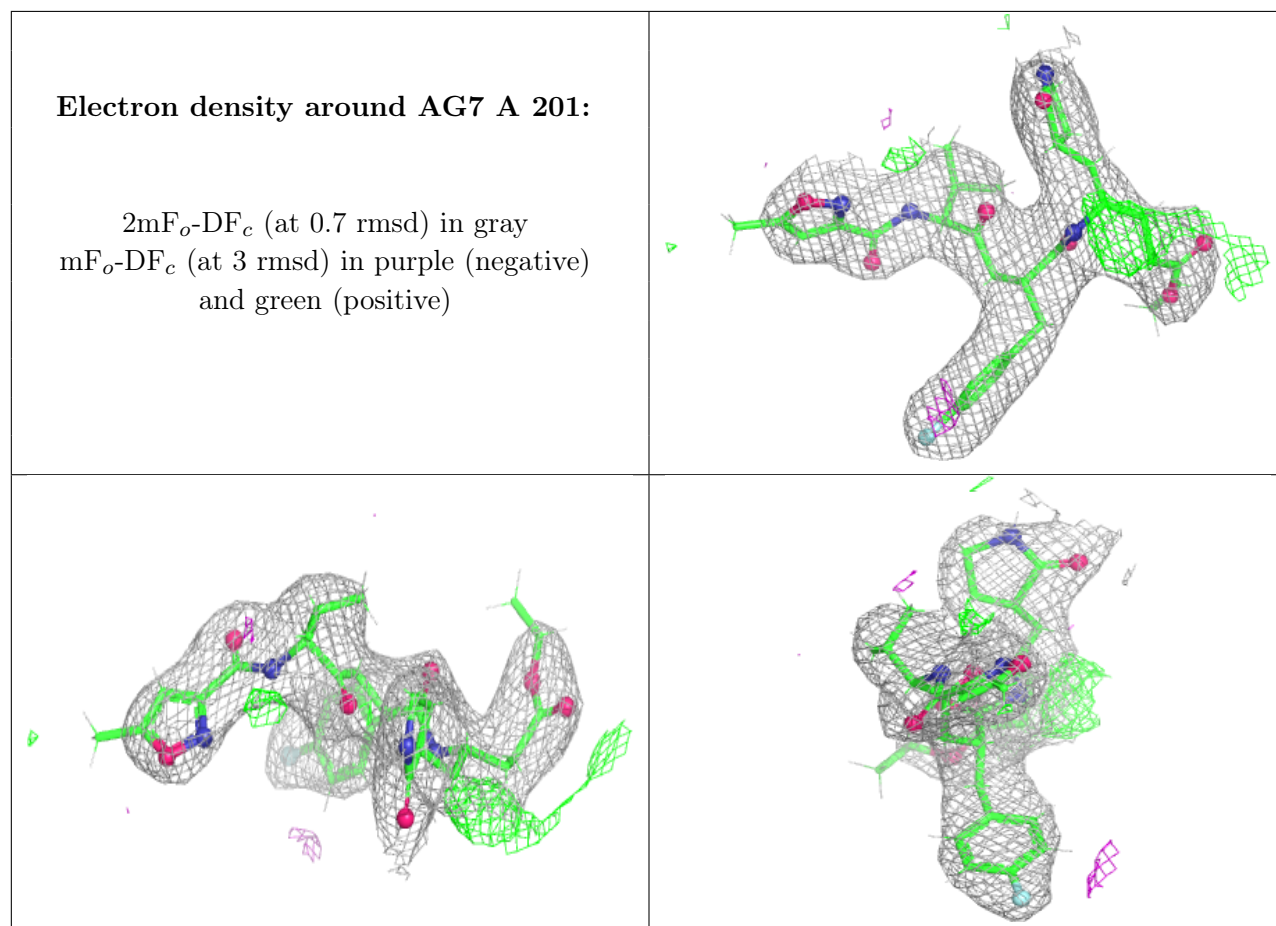 Electron density around AG7 A 201:
2mFo-DFc (at 0.7 rmsd) in gray
mFo-DFc (at 3 rmsd) in purple (negative)
and green (positive)